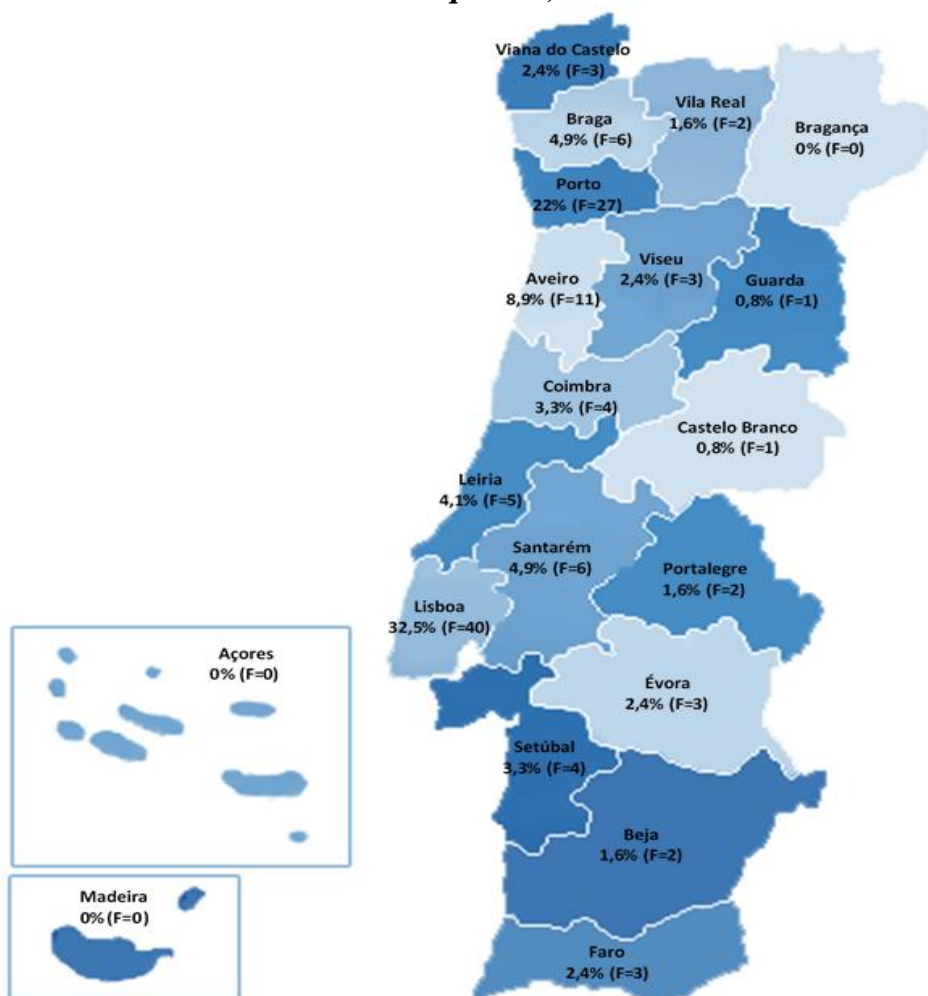 Viana do Castelo
2,4% (F=3)
Vila Real
1,6% (F=2)
Braga
4,9% (F=6)
Bragança
0% (F=0)
Porto
22% (F=27)
Viseu
2,4% (F=3)
Aveiro
8,9% (F=11)
Guarda
0,8% (F=1)
Coimbra
3,3% (F=4)
Castelo Branco
0,8% (F=1)
Leiria
4,1% (F=5)
Santarém
4,9% (F=6)
Portalegre
1,6% (F=2)
Lisboa
32,5% (F=40)
Açores
0% (F=0)
Évora
2,4% (F=3)
Setúbal
3,3% (F=4)
Beja
1,6% (F=2)
Madeira
0% (F=0)
Faro
2,4% (F=3)